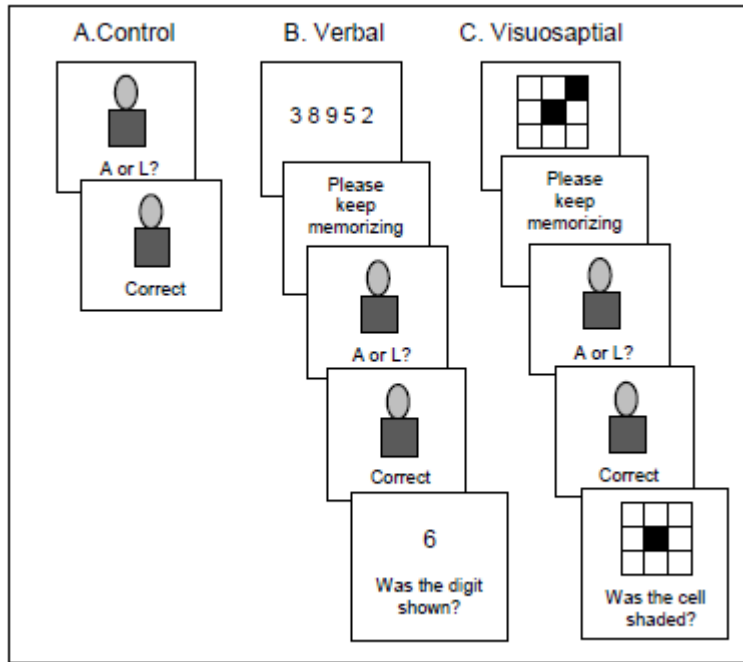 A.Control
A or L?
Correct
B. Verbal
3 8 9 5 2
Please
keep
memorizing
A or L?
Correct
6
Was the digit
shown?
C. Visuosaptial
Please
keep
memorizing
A or L?
Correct
Was the cell
shaded?